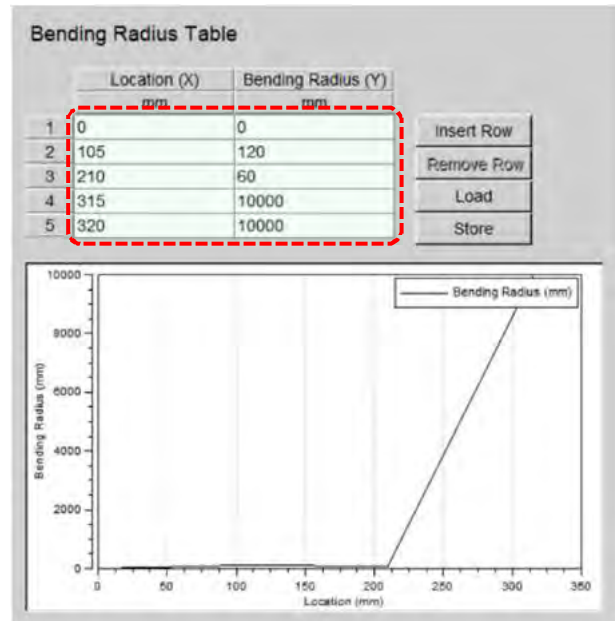 Bending Radius Table
Location (X) Bending Radius (Y)
mm mm
1 0 0
2 105 120
3 210 60
4 315 10000
5 320 10000
Insert Row
Remove Row
Load
Store
10000
8000
6000
4000
2000
0
Bending Radius (mm)
Bending Radius (mm)
0 50 100 150 200 250 300 350
Location (mm)